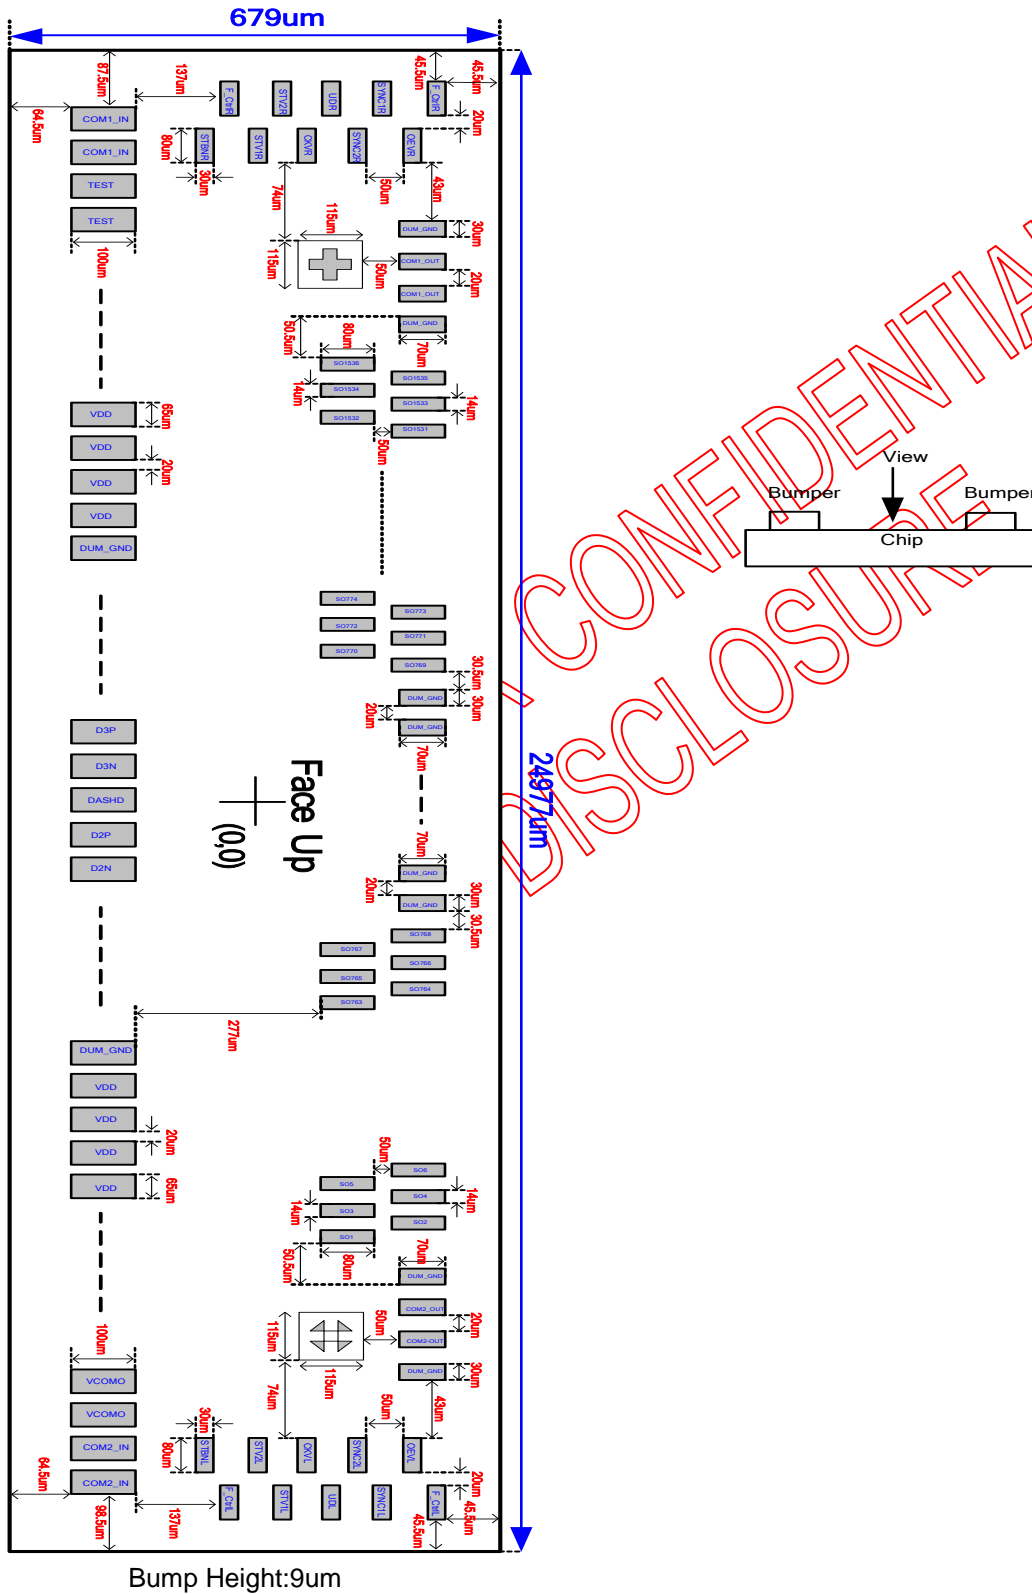 679um
87.5um
137um
45.5um
45.5um
64.5um
F_CtrlR
STV2R
UDR
SYNC1R
F_CtrlR
20um
COM1_IN
COM1_IN
TEST
TEST
80um
STBNR
STV1R
CKVR
SYNC2R
OEVR
30um
74um
50um
43um
115um
115um
50um
100um
DUM_GND
30um
COM1_OUT
20um
COM1_OUT
DUM_GND
50.5um
80um
70um
SO1536
SO1535
14um
SO1534
SO1533
14um
SO1532
SO1531
50um
VDD
65um
VDD
20um
VDD
VDD
DUM_GND
View
Bumper
Bumper
Chip
CONFIDENTIA
DISCLOSURE
SO774
SO773
SO772
SO771
SO770
SO769
30.5um
DUM_GND
30um
20um
DUM_GND
70um
D3P
D3N
DASHD
D2P
D2N
Face Up
(0,0)
24977um
70um
DUM_GND
20um
DUM_GND
30um
30.5um
SO768
SO767
SO766
SO765
SO764
SO763
277um
DUM_GND
VDD
VDD
20um
VDD
VDD
65um
50um
SO6
SO5
SO4
14um
14um
SO3
SO2
SO1
50.5um
80um
70um
DUM_GND
COM2_OUT
20um
COM2-OUT
50um
115um
115um
DUM_GND
30um
74um
43um
50um
100um
VCOMO
VCOMO
COM2_IN
COM2_IN
30um
80um
STBNL
STV2L
CKVL
SYNC2L
OEVL
20um
F_CtrlL
STV1L
UDL
SYNC1L
F_CtrlL
64.5um
98.5um
137um
45.5um
45.5um
Bump Height:9um